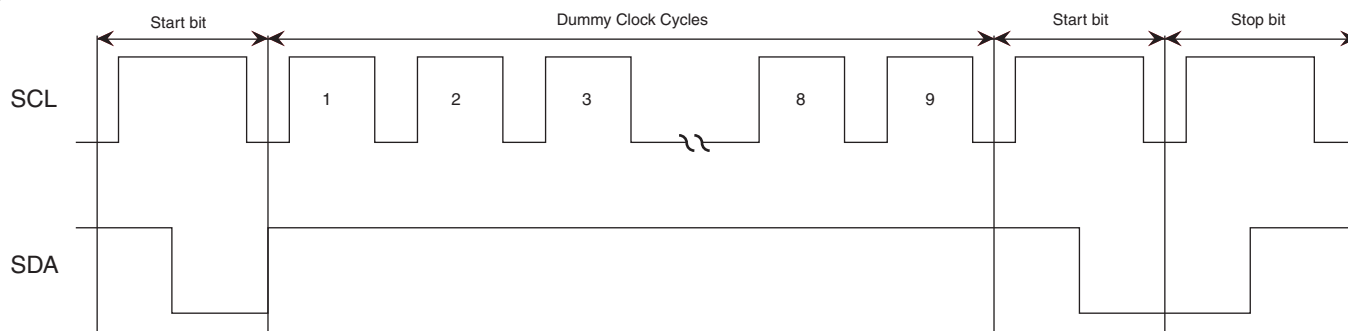 Start bit
Dummy Clock Cycles
Start bit
Stop bit
SCL
1
2
3
8
9
SDA